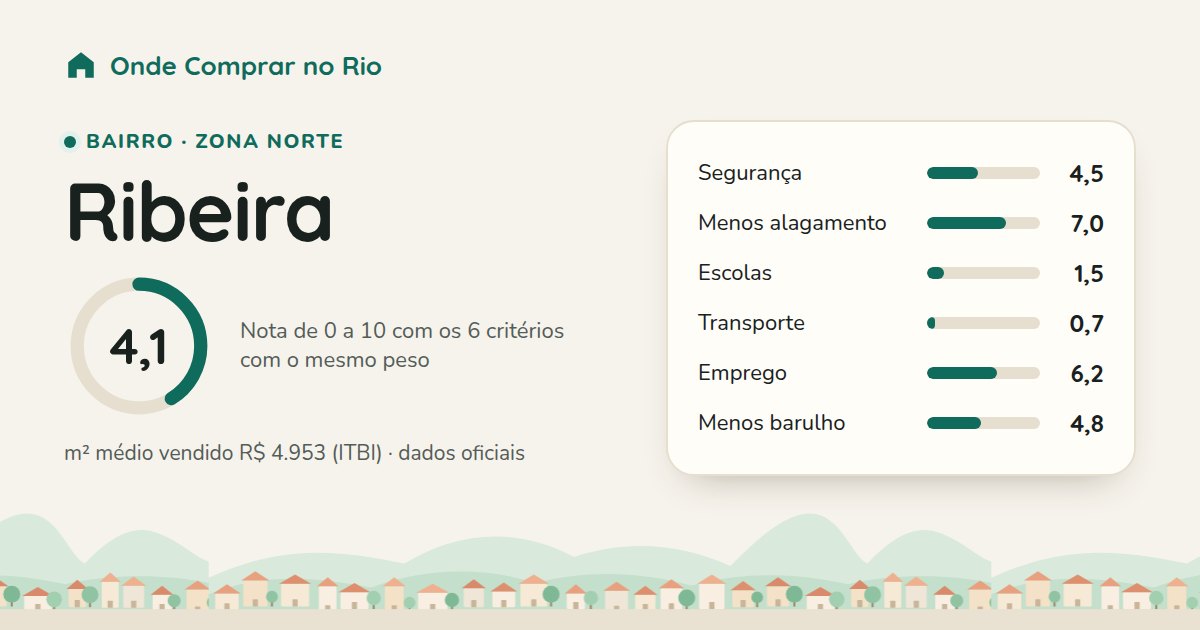 Onde Comprar no Rio
BAIRRO · ZONA NORTE
Ribeira
4,1
Nota de 0 a 10 com os 6 critérios
com o mesmo peso
m² médio vendido R$ 4.953 (ITBI) · dados oficiais
Segurança 4,5
Menos alagamento 7,0
Escolas 1,5
Transporte 0,7
Emprego 6,2
Menos barulho 4,8